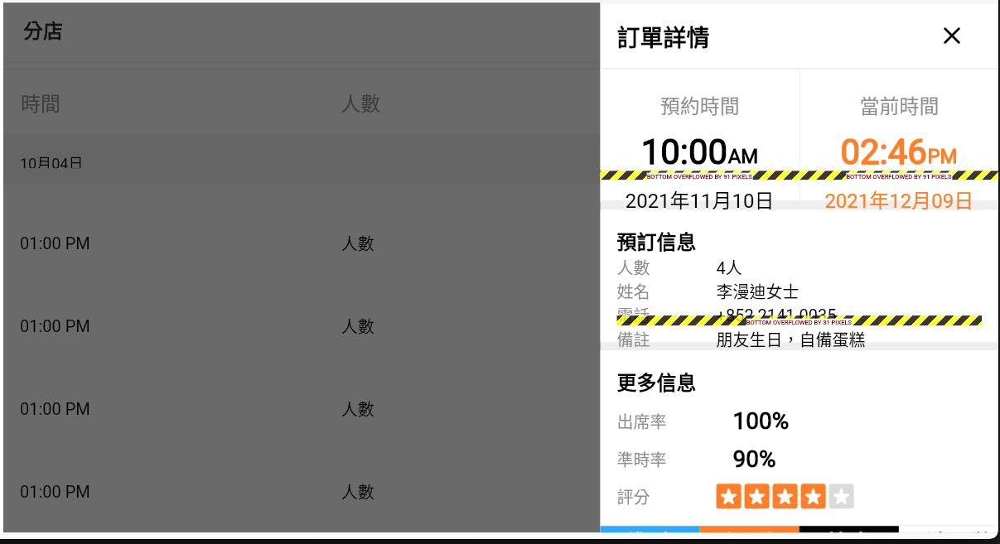 分店
訂單詳情
時間
人數
預約時間
當前時間
10:00AM
02:46PM
10月04日
BOTTOM OVERFLOWED BY 91 PIXELS
BOTTOM OVERFLOWED BY 91 PIXELS
2021年11月10日
2021年12月09日
01:00 PM
人數
預訂信息
人數
4人
姓名
李漫迪女士
電話
+852 2141 0035
BOTTOM OVERFLOWED BY 31 PIXELS
01:00 PM
人數
備註
朋友生日，自備蛋糕
更多信息
01:00 PM
人數
出席率
100%
準時率
90%
01:00 PM
人數
評分